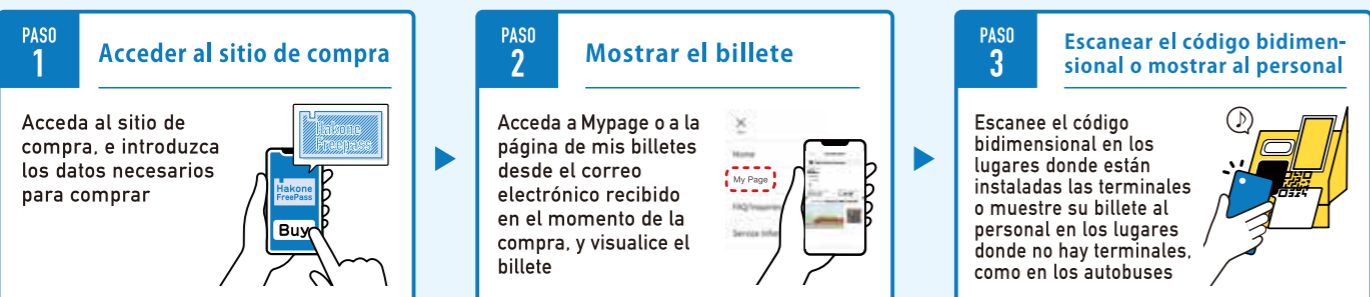 PASO
1
Acceder al sitio de compra
Acceda al sitio de
compra, e introduzca
los datos necesarios
para comprar
Hakone
Freepass
Hakone
FreePass
Buy
PASO
2
Mostrar el billete
Acceda a Mypage o a la
página de mis billetes
desde el correo
electrónico recibido
en el momento de la
compra, y visualice el
billete
Home
My Page
PASO
3
Escanear el código bidimen-
sional o mostrar al personal
Escanee el código
bidimensional en los
lugares donde están
instaladas las terminales
o muestre su billete al
personal en los lugares
donde no hay terminales,
como en los autobuses